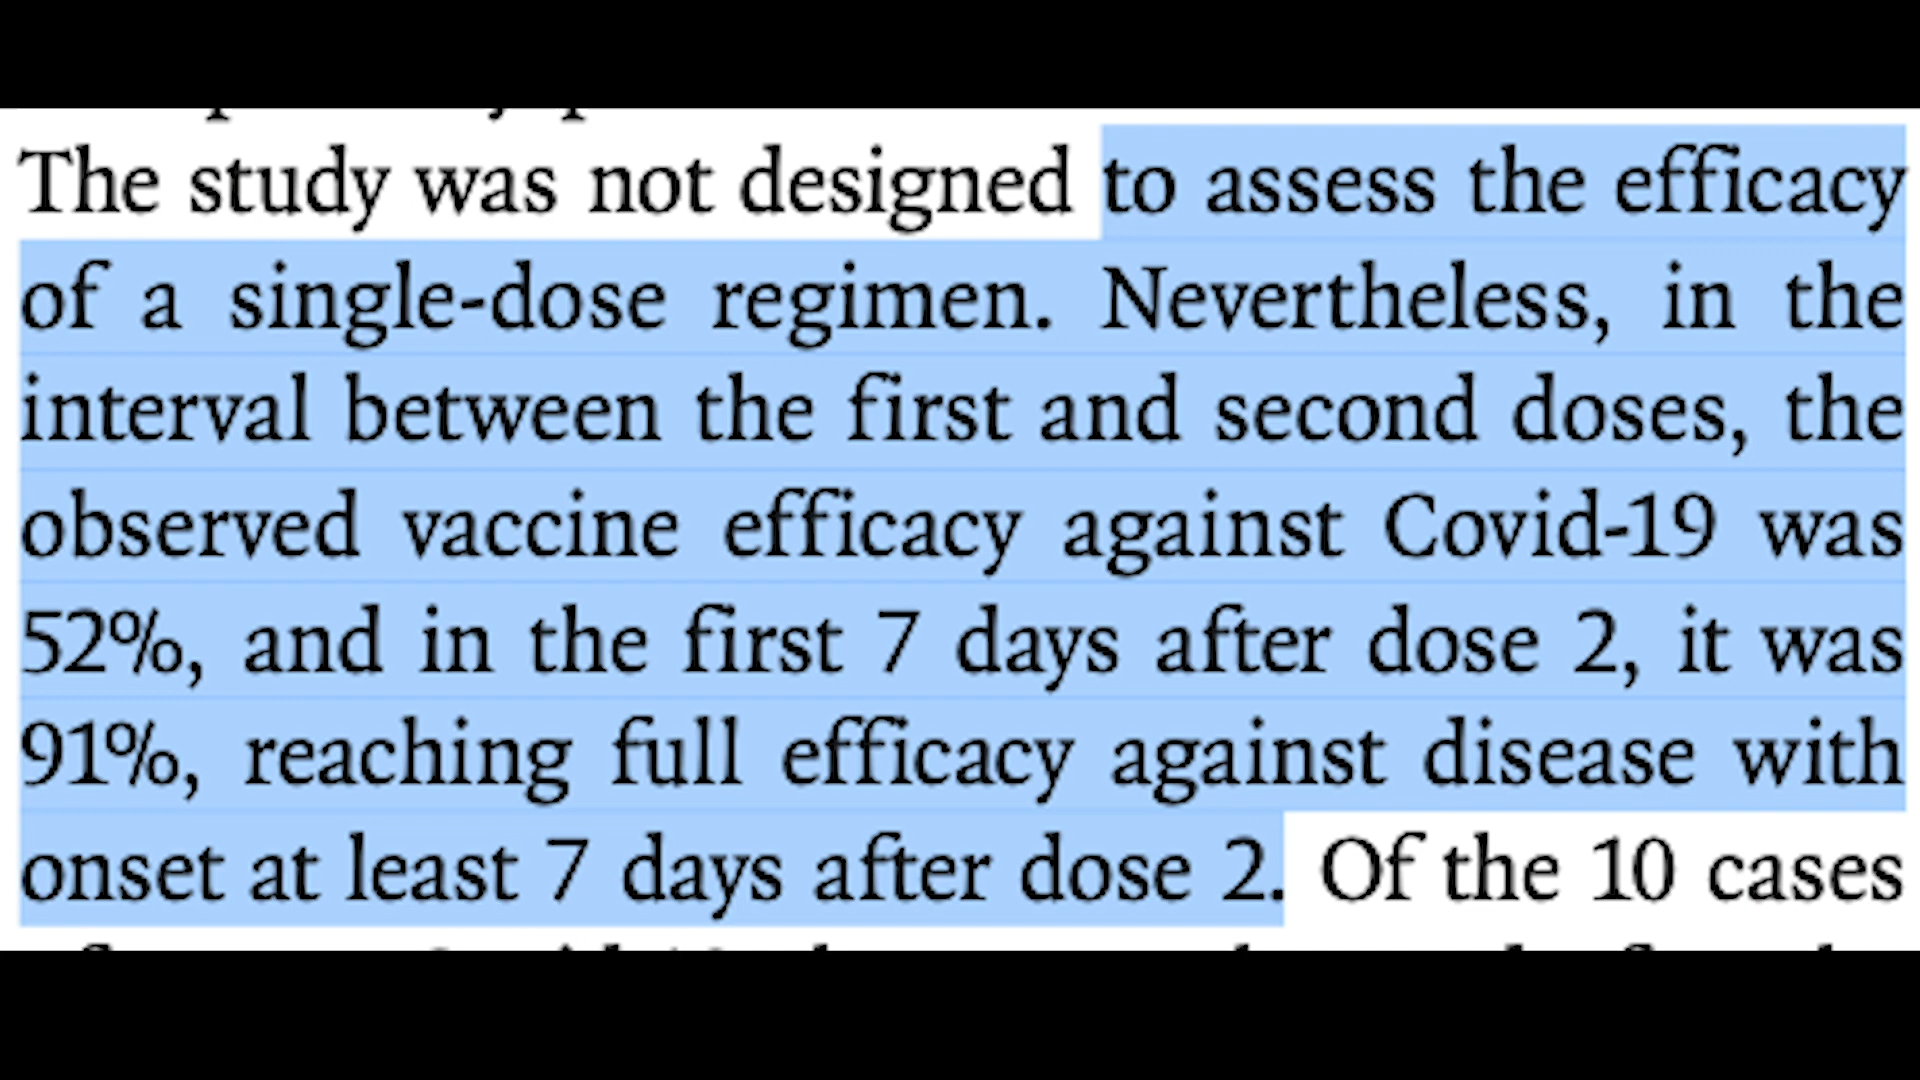 The study was not designed to assess the efficacy
of a single-dose regimen. Nevertheless, in the
interval between the first and second doses, the
observed vaccine efficacy against Covid-19 was
52%, and in the first 7 days after dose 2, it was
91%, reaching full efficacy against disease with
onset at least 7 days after dose 2. Of the 10 cases